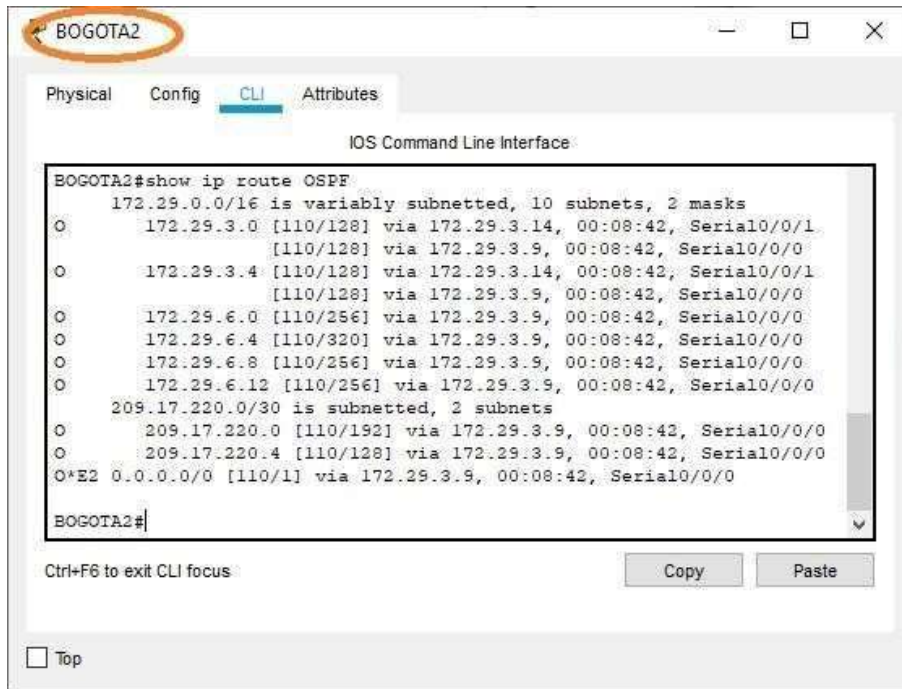 BOGOTA2
Physical Config CLI Attributes
IOS Command Line Interface
BOGOTA2#show ip route OSPF
172.29.0.0/16 is variably subnetted, 10 subnets, 2 masks
O 172.29.3.0 [110/128] via 172.29.3.14, 00:08:42, Serial0/0/1
[110/128] via 172.29.3.9, 00:08:42, Serial0/0/0
O 172.29.3.4 [110/128] via 172.29.3.14, 00:08:42, Serial0/0/1
[110/128] via 172.29.3.9, 00:08:42, Serial0/0/0
O 172.29.6.0 [110/256] via 172.29.3.9, 00:08:42, Serial0/0/0
O 172.29.6.4 [110/320] via 172.29.3.9, 00:08:42, Serial0/0/0
O 172.29.6.8 [110/256] via 172.29.3.9, 00:08:42, Serial0/0/0
O 172.29.6.12 [110/256] via 172.29.3.9, 00:08:42, Serial0/0/0
209.17.220.0/30 is subnetted, 2 subnets
O 209.17.220.0 [110/192] via 172.29.3.9, 00:08:42, Serial0/0/0
O 209.17.220.4 [110/128] via 172.29.3.9, 00:08:42, Serial0/0/0
O*E2 0.0.0.0/0 [110/1] via 172.29.3.9, 00:08:42, Serial0/0/0
BOGOTA2#
Ctrl+F6 to exit CLI focus
Copy Paste
Top